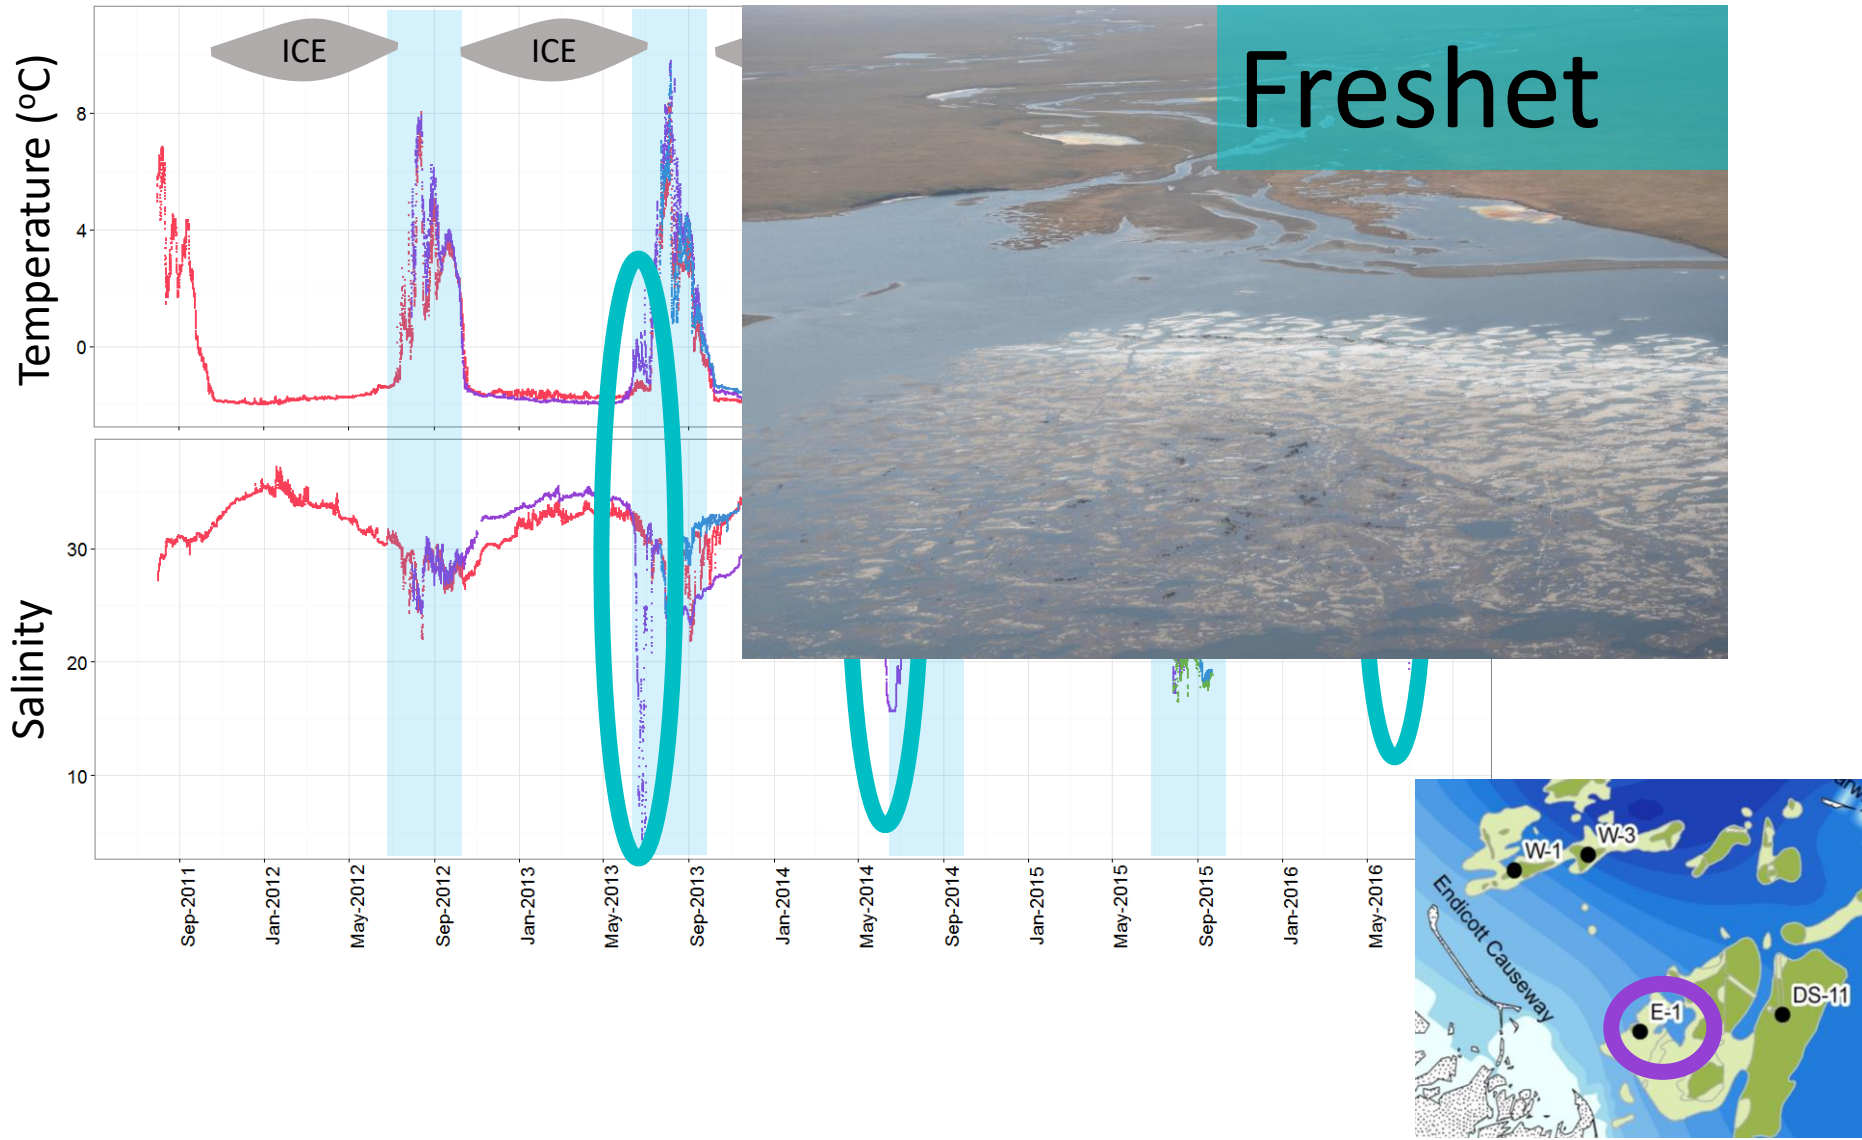 Freshet
ICE
ICE
Temperature (ºC)
8
4
0
Salinity
30
20
10
Sep-2011
Jan-2012
May-2012
Sep-2012
Jan-2013
May-2013
Sep-2013
Jan-2014
May-2014
Sep-2014
Jan-2015
May-2015
Sep-2015
Jan-2016
May-2016
W-1
W-3
Endicott Causeway
E-1
DS-11